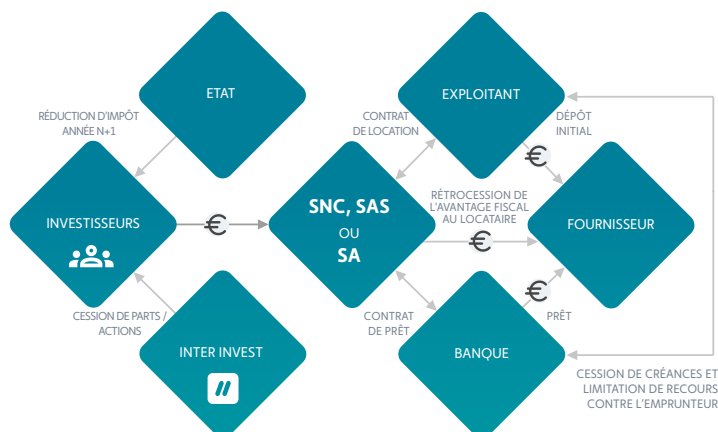 ETAT
EXPLOITANT
RÉDUCTION D'IMPÔT
ANNÉE N+1
CONTRAT
DE LOCATION
DÉPÔT
INITIAL
€
INVESTISSEURS
€
SNC, SAS
OU
SA
RÉTROCESSION DE
L'AVANTAGE FISCAL
AU LOCATAIRE
€
FOURNISSEUR
CESSION DE PARTS /
ACTIONS
CONTRAT
DE PRÊT
€
PRÊT
INTER INVEST
BANQUE
CESSION DE CRÉANCES ET
LIMITATION DE RECOURS
CONTRE L'EMPRUNTEUR